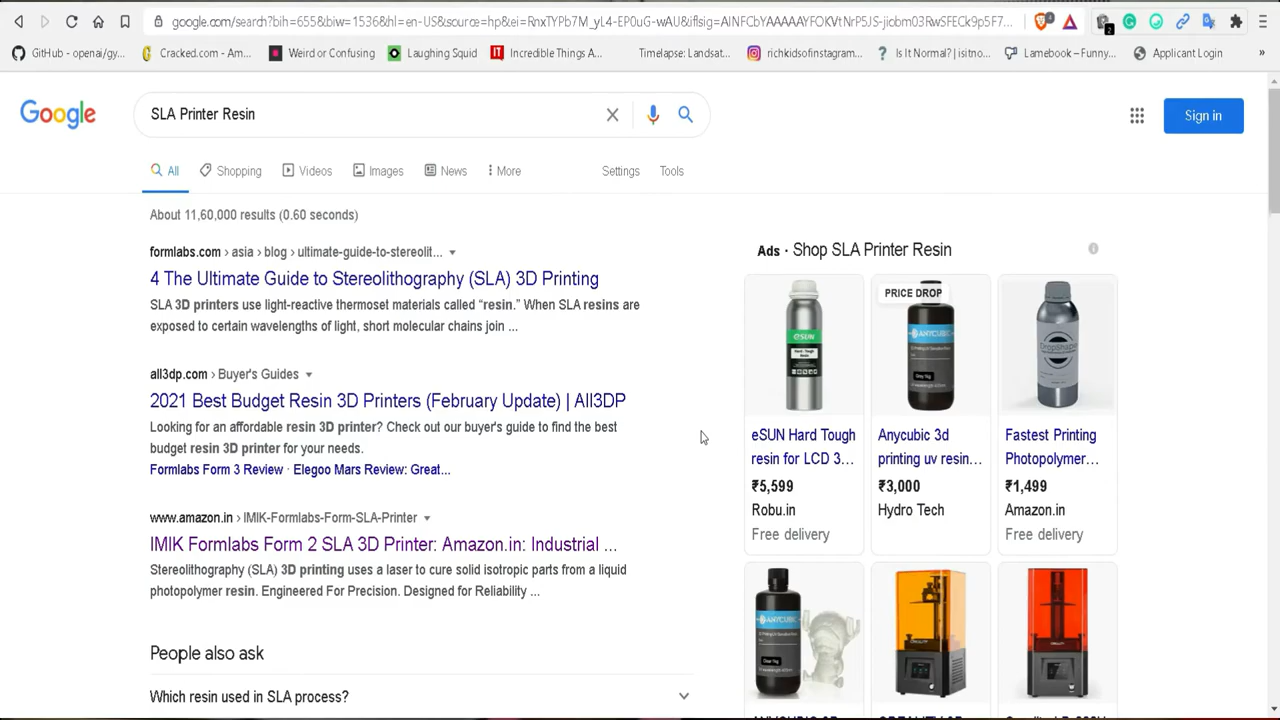 google.com/search?bih=655&biw=1536&hl=en-US&source=hp&ei=
GitHub - openai/gy...
Cracked.com - Am...
Weird or Confusing
Laughing Squid
Incredible Things A...
Timelapse: Landsat...
richkidsofinstagram...
Is It Normal? | isitno...
Lamebook – Funny...
Applicant Login
»
Google
SLA Printer Resin
Sign in
All
Shopping
Videos
Images
News
More
Settings
Tools
About 11,60,000 results (0.60 seconds)
formlabs.com › asia › blog › ultimate-guide-to-stereolit...
4 The Ultimate Guide to Stereolithography (SLA) 3D Printing
SLA 3D printers use light-reactive thermoset materials called “resin.” When SLA resins are
exposed to certain wavelengths of light, short molecular chains join ...
all3dp.com › Buyer's Guides
2021 Best Budget Resin 3D Printers (February Update) | All3DP
Looking for an affordable resin 3D printer? Check out our buyer's guide to find the best
budget resin 3D printer for your needs.
Formlabs Form 3 Review · Elegoo Mars Review: Great...
www.amazon.in › IMIK-Formlabs-Form-SLA-Printer
IMIK Formlabs Form 2 SLA 3D Printer: Amazon.in: Industrial ...
Stereolithography (SLA) 3D printing uses a laser to cure solid isotropic parts from a liquid
photopolymer resin. Engineered For Precision. Designed for Reliability ...
People also ask
Which resin used in SLA process?
Ads · Shop SLA Printer Resin
eSUN
PRICE DROP
ANYCUBIC
eSUN Hard Tough
resin for LCD 3...
₹5,599
Robu.in
Free delivery
Anycubic 3d
printing uv resin...
₹3,000
Hydro Tech
Fastest Printing
Photopolymer...
₹1,499
Amazon.in
Free delivery
ANYCUBIC